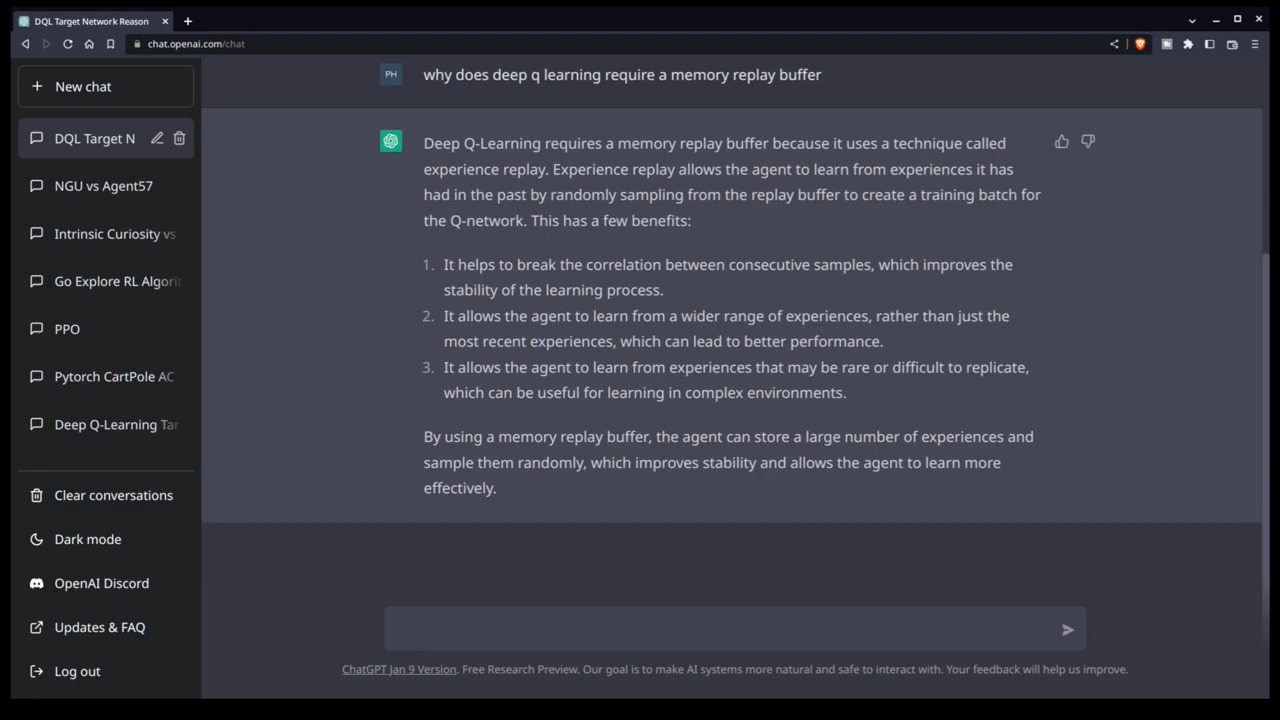 DQL Target Network Reason
chat.openai.com/chat
New chat
DQL Target N
NGU vs Agent57
Intrinsic Curiosity vs
Go Explore RL Algori
PPO
Pytorch CartPole AC
Deep Q-Learning Tar
Clear conversations
Dark mode
OpenAI Discord
Updates & FAQ
Log out
PH
why does deep q learning require a memory replay buffer
Deep Q-Learning requires a memory replay buffer because it uses a technique called
experience replay. Experience replay allows the agent to learn from experiences it has
had in the past by randomly sampling from the replay buffer to create a training batch for
the Q-network. This has a few benefits:
1. It helps to break the correlation between consecutive samples, which improves the
stability of the learning process.
2. It allows the agent to learn from a wider range of experiences, rather than just the
most recent experiences, which can lead to better performance.
3. It allows the agent to learn from experiences that may be rare or difficult to replicate,
which can be useful for learning in complex environments.
By using a memory replay buffer, the agent can store a large number of experiences and
sample them randomly, which improves stability and allows the agent to learn more
effectively.
ChatGPT Jan 9 Version. Free Research Preview. Our goal is to make AI systems more natural and safe to interact with. Your feedback will help us improve.